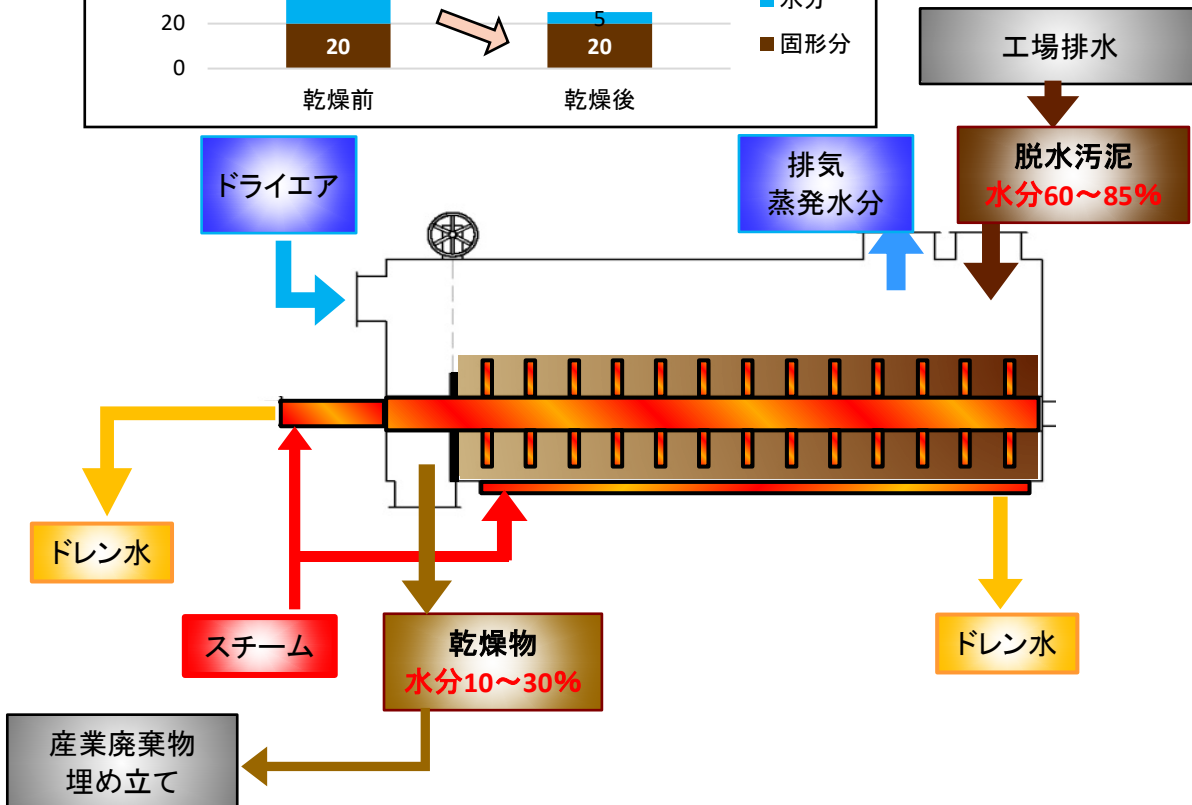 水分
20
5
20
20
固形分
0
乾燥前
乾燥後
工場排水
脱水汚泥
水分60～85%
ドライエア
排気
蒸発水分
ドレン水
スチーム
乾燥物
水分10～30%
ドレン水
産業廃棄物
埋め立て